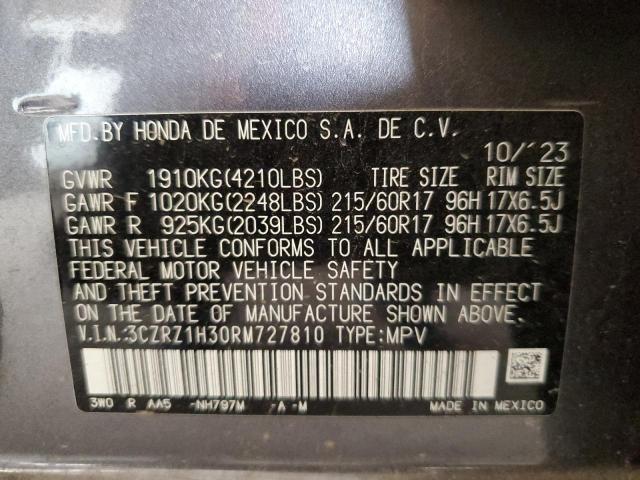 MFD.BY HONDA DE MEXICO S.A. DE C.V.
10/'23
GVWR 1910KG(4210LBS) TIRE SIZE RIM SIZE
GAWR F 1020KG(2248LBS) 215/60R17 96H 17X6.5J
GAWR R 925KG(2039LBS) 215/60R17 96H 17X6.5J
THIS VEHICLE CONFORMS TO ALL APPLICABLE
FEDERAL MOTOR VEHICLE SAFETY
AND THEFT PREVENTION STANDARDS IN EFFECT
ON THE DATE OF MANUFACTURE SHOWN ABOVE.
V.I.N.:3CZRZ1H30RM727810 TYPE:MPV
3W0 R AA5 -NH797M -A -M MADE IN MEXICO